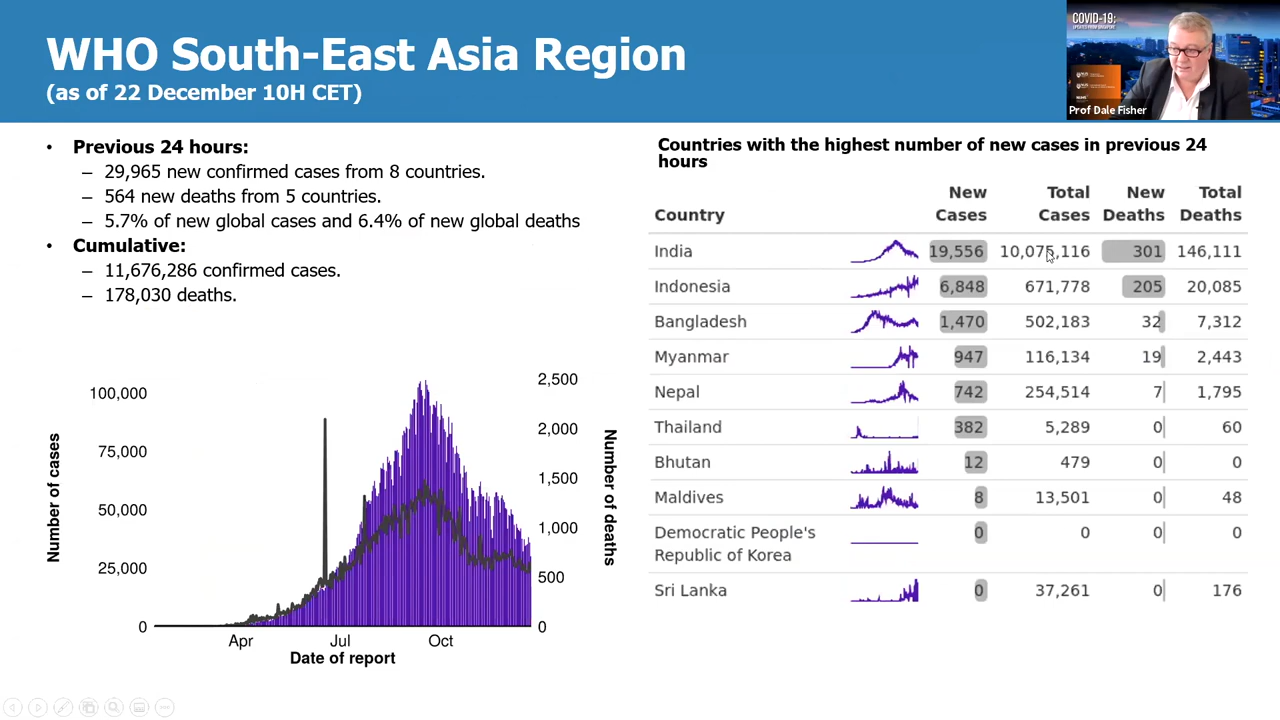 WHO South-East Asia Region
(as of 22 December 10H CET)
COVID-19:
Prof Dale Fisher
• Previous 24 hours:
– 29,965 new confirmed cases from 8 countries.
– 564 new deaths from 5 countries.
– 5.7% of new global cases and 6.4% of new global deaths
• Cumulative:
– 11,676,286 confirmed cases.
– 178,030 deaths.
Number of cases
100,000
75,000
50,000
25,000
0
2,500
2,000
1,500
1,000
500
0
Number of deaths
Apr Jul Oct
Date of report
Countries with the highest number of new cases in previous 24
hours
Country New Cases Total Cases New Deaths Total Deaths
India 19,556 10,075,116 301 146,111
Indonesia 6,848 671,778 205 20,085
Bangladesh 1,470 502,183 32 7,312
Myanmar 947 116,134 19 2,443
Nepal 742 254,514 7 1,795
Thailand 382 5,289 0 60
Bhutan 12 479 0 0
Maldives 8 13,501 0 48
Democratic People's
Republic of Korea 0 0 0 0
Sri Lanka 0 37,261 0 176